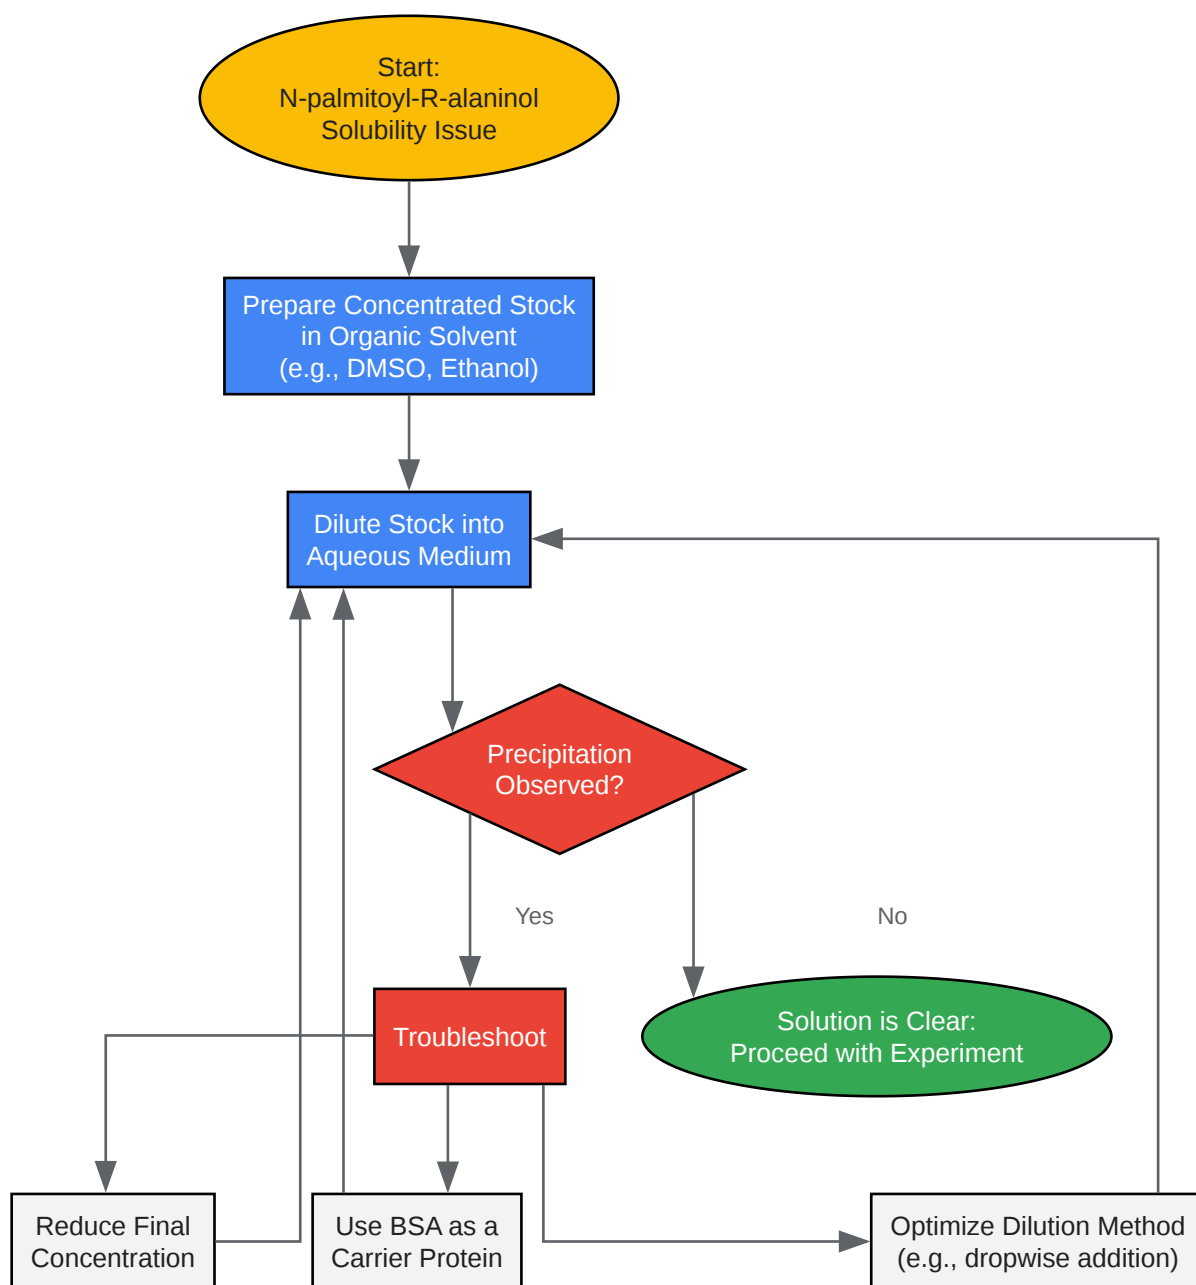 Start:
N-palmitoyl-R-alaninol
Solubility Issue
Prepare Concentrated Stock
in Organic Solvent
(e.g., DMSO, Ethanol)
Dilute Stock into
Aqueous Medium
Precipitation
Observed?
Yes
No
Troubleshoot
Solution is Clear:
Proceed with Experiment
Reduce Final
Concentration
Use BSA as a
Carrier Protein
Optimize Dilution Method
(e.g., dropwise addition)